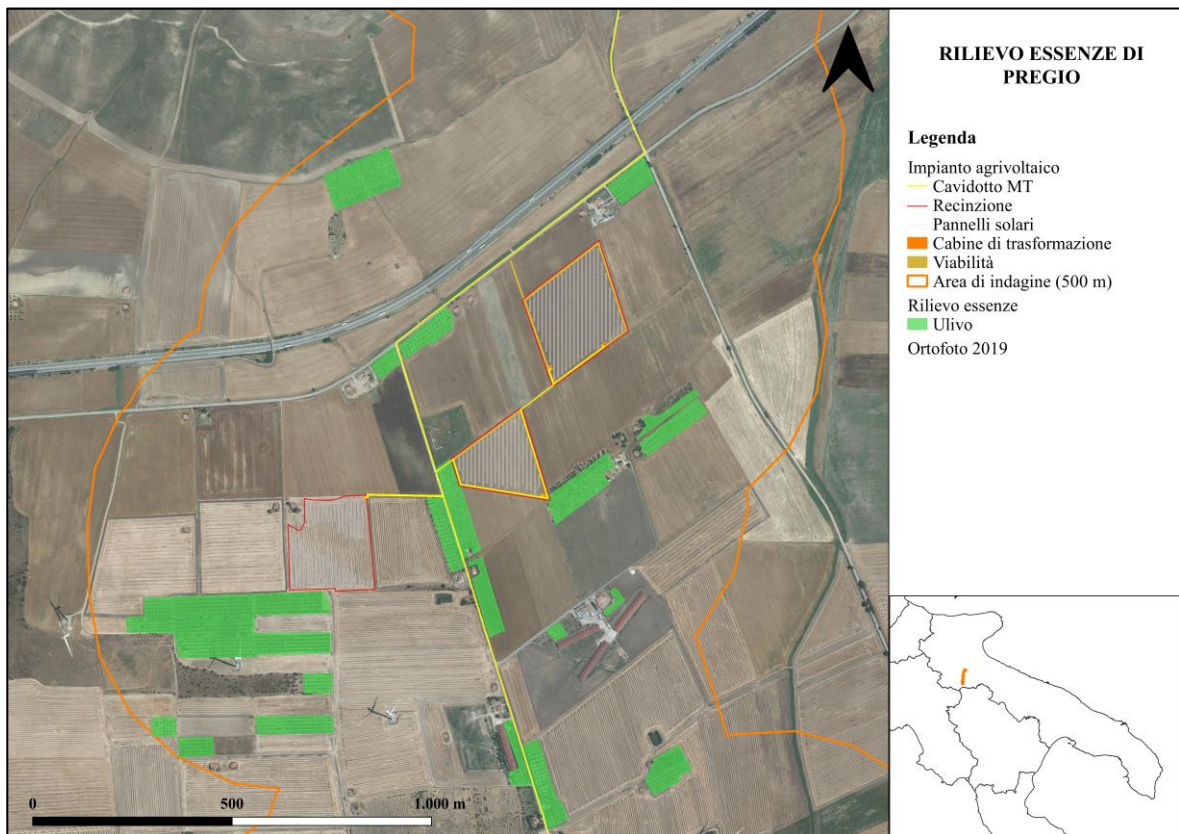 RILIEVO ESSENZE DI
PREGIO
Legenda
Impianto agrivoltaico
Cavidotto MT
Recinzione
Pannelli solari
Cabine di trasformazione
Viabilità
Area di indagine (500 m)
Rilievo essenze
Ulivo
Ortofoto 2019
0 500 1.000 m